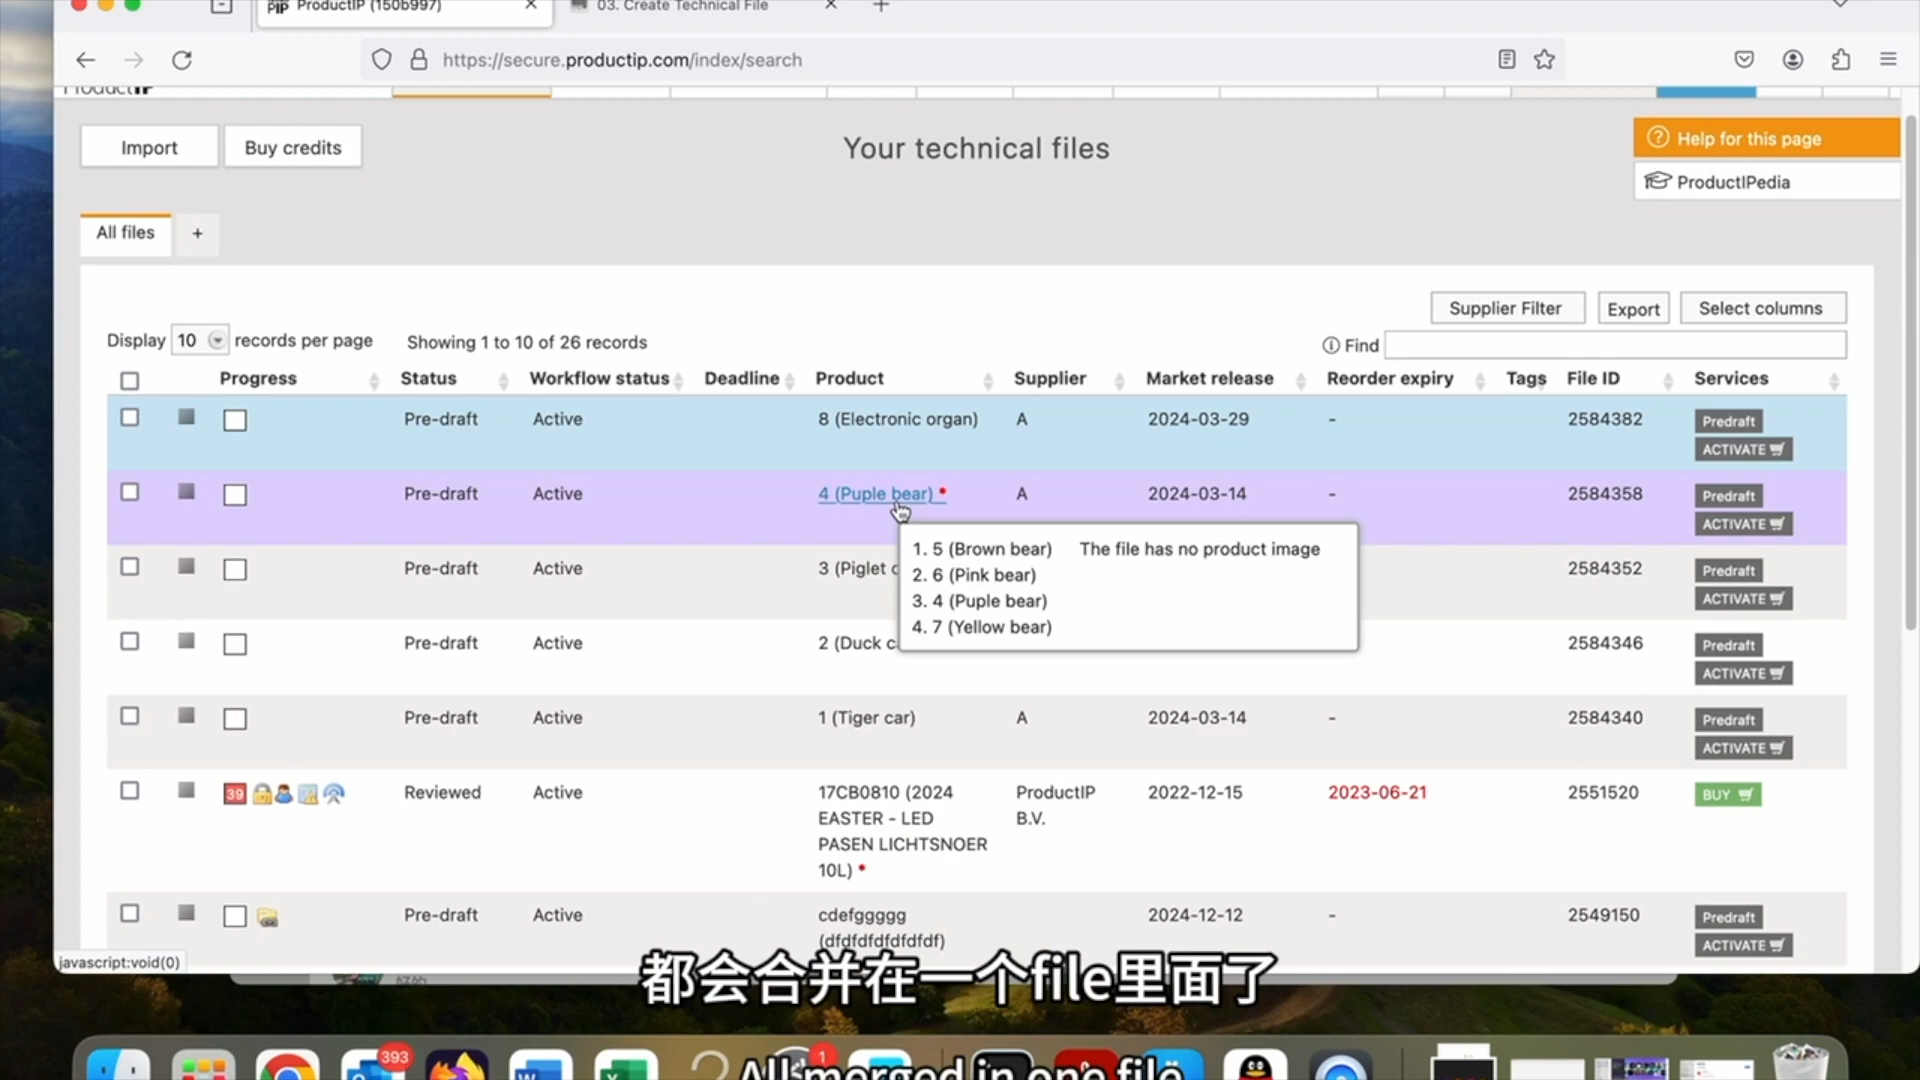 ProductIP (150b997)
03. Create Technical File
https://secure.productip.com/index/search
ProductIP
Import
Buy credits
Your technical files
Help for this page
ProductIPedia
All files
+
Supplier Filter
Export
Select columns
Display 10 records per page
Showing 1 to 10 of 26 records
Find
Progress Status Workflow status Deadline Product Supplier Market release Reorder expiry Tags File ID Services
Pre-draft Active 8 (Electronic organ) A 2024-03-29 - 2584382 Predraft
ACTIVATE
Pre-draft Active 4 (Puple bear) * A 2024-03-14 - 2584358 Predraft
ACTIVATE
1. 5 (Brown bear) The file has no product image
2. 6 (Pink bear)
3. 4 (Puple bear)
4. 7 (Yellow bear)
Pre-draft Active 3 (Piglet c 2584352 Predraft
ACTIVATE
Pre-draft Active 2 (Duck c 2584346 Predraft
ACTIVATE
Pre-draft Active 1 (Tiger car) A 2024-03-14 - 2584340 Predraft
ACTIVATE
39 Reviewed Active 17CB0810 (2024 ProductIP 2022-12-15 2023-06-21 2551520 BUY
EASTER - LED B.V.
PASEN LICHTSNOER
10L) *
Pre-draft Active cdefggggg 2024-12-12 - 2549150 Predraft
(dfdfdfdfdfdfdf) ACTIVATE
javascript:void(0)
都会合并在一个file里面了
393
1
All merged in one file